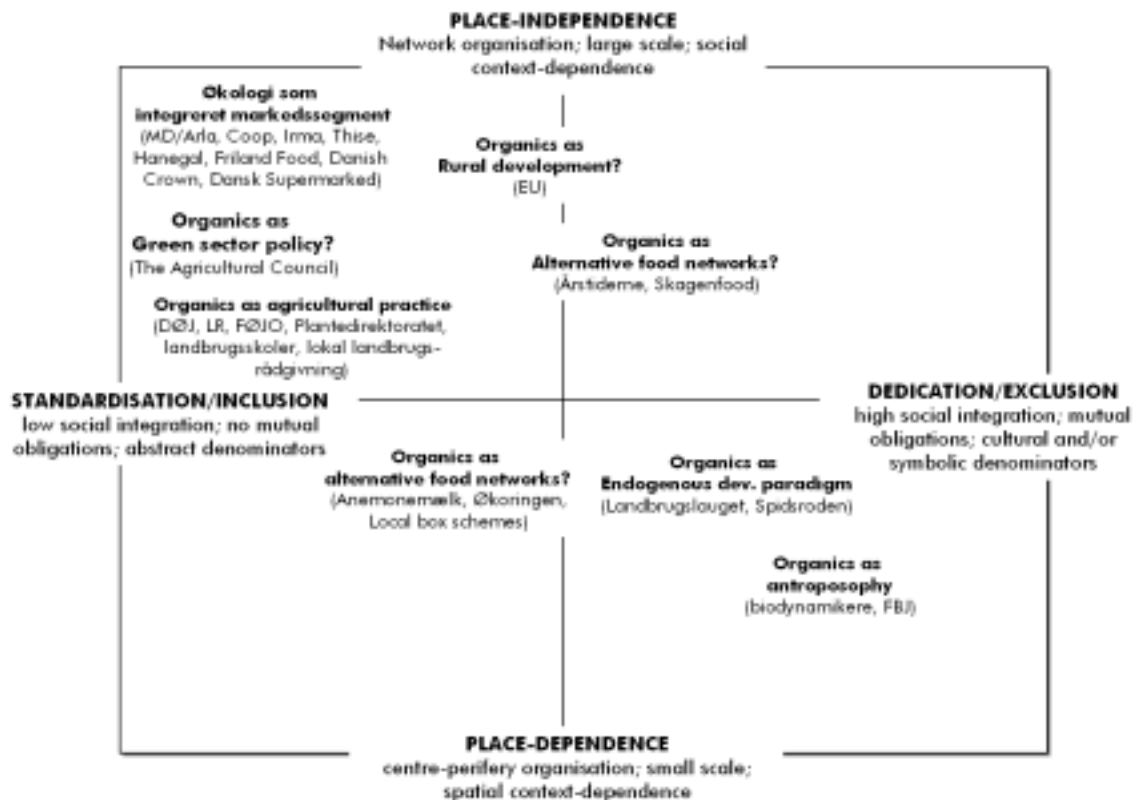 PLACE-INDEPENDENCE
Network organisation; large scale; social
context-dependence
Økologi som
integreret markedssegment
(MD/Arla, Coop, Irma, Thise,
Hanegal, Friland Food, Danish
Crown, Dansk Supermarked)
Organics as
Rural development?
(EU)
Organics as
Green sector policy?
(The Agricultural Council)
Organics as
Alternative food networks?
(Årstiderne, Skagenfood)
Organics as agricultural practice
(DØJ, LR, FØJO, Plantedirektoratet,
landbrugsskoler, lokal landbrugs-
rådgivning)
STANDARDISATION/INCLUSION
low social integration; no mutual
obligations; abstract denominators
DEDICATION/EXCLUSION
high social integration; mutual
obligations; cultural and/or
symbolic denominators
Organics as
alternative food networks?
(Anemonemælk, Økoringen,
Local box schemes)
Organics as
Endogenous dev. paradigm
(Landbrugslauget, Spidsroden)
Organics as
antroposophy
(biodynamikere, FBJ)
PLACE-DEPENDENCE
centre-perifery organisation; small scale;
spatial context-dependence